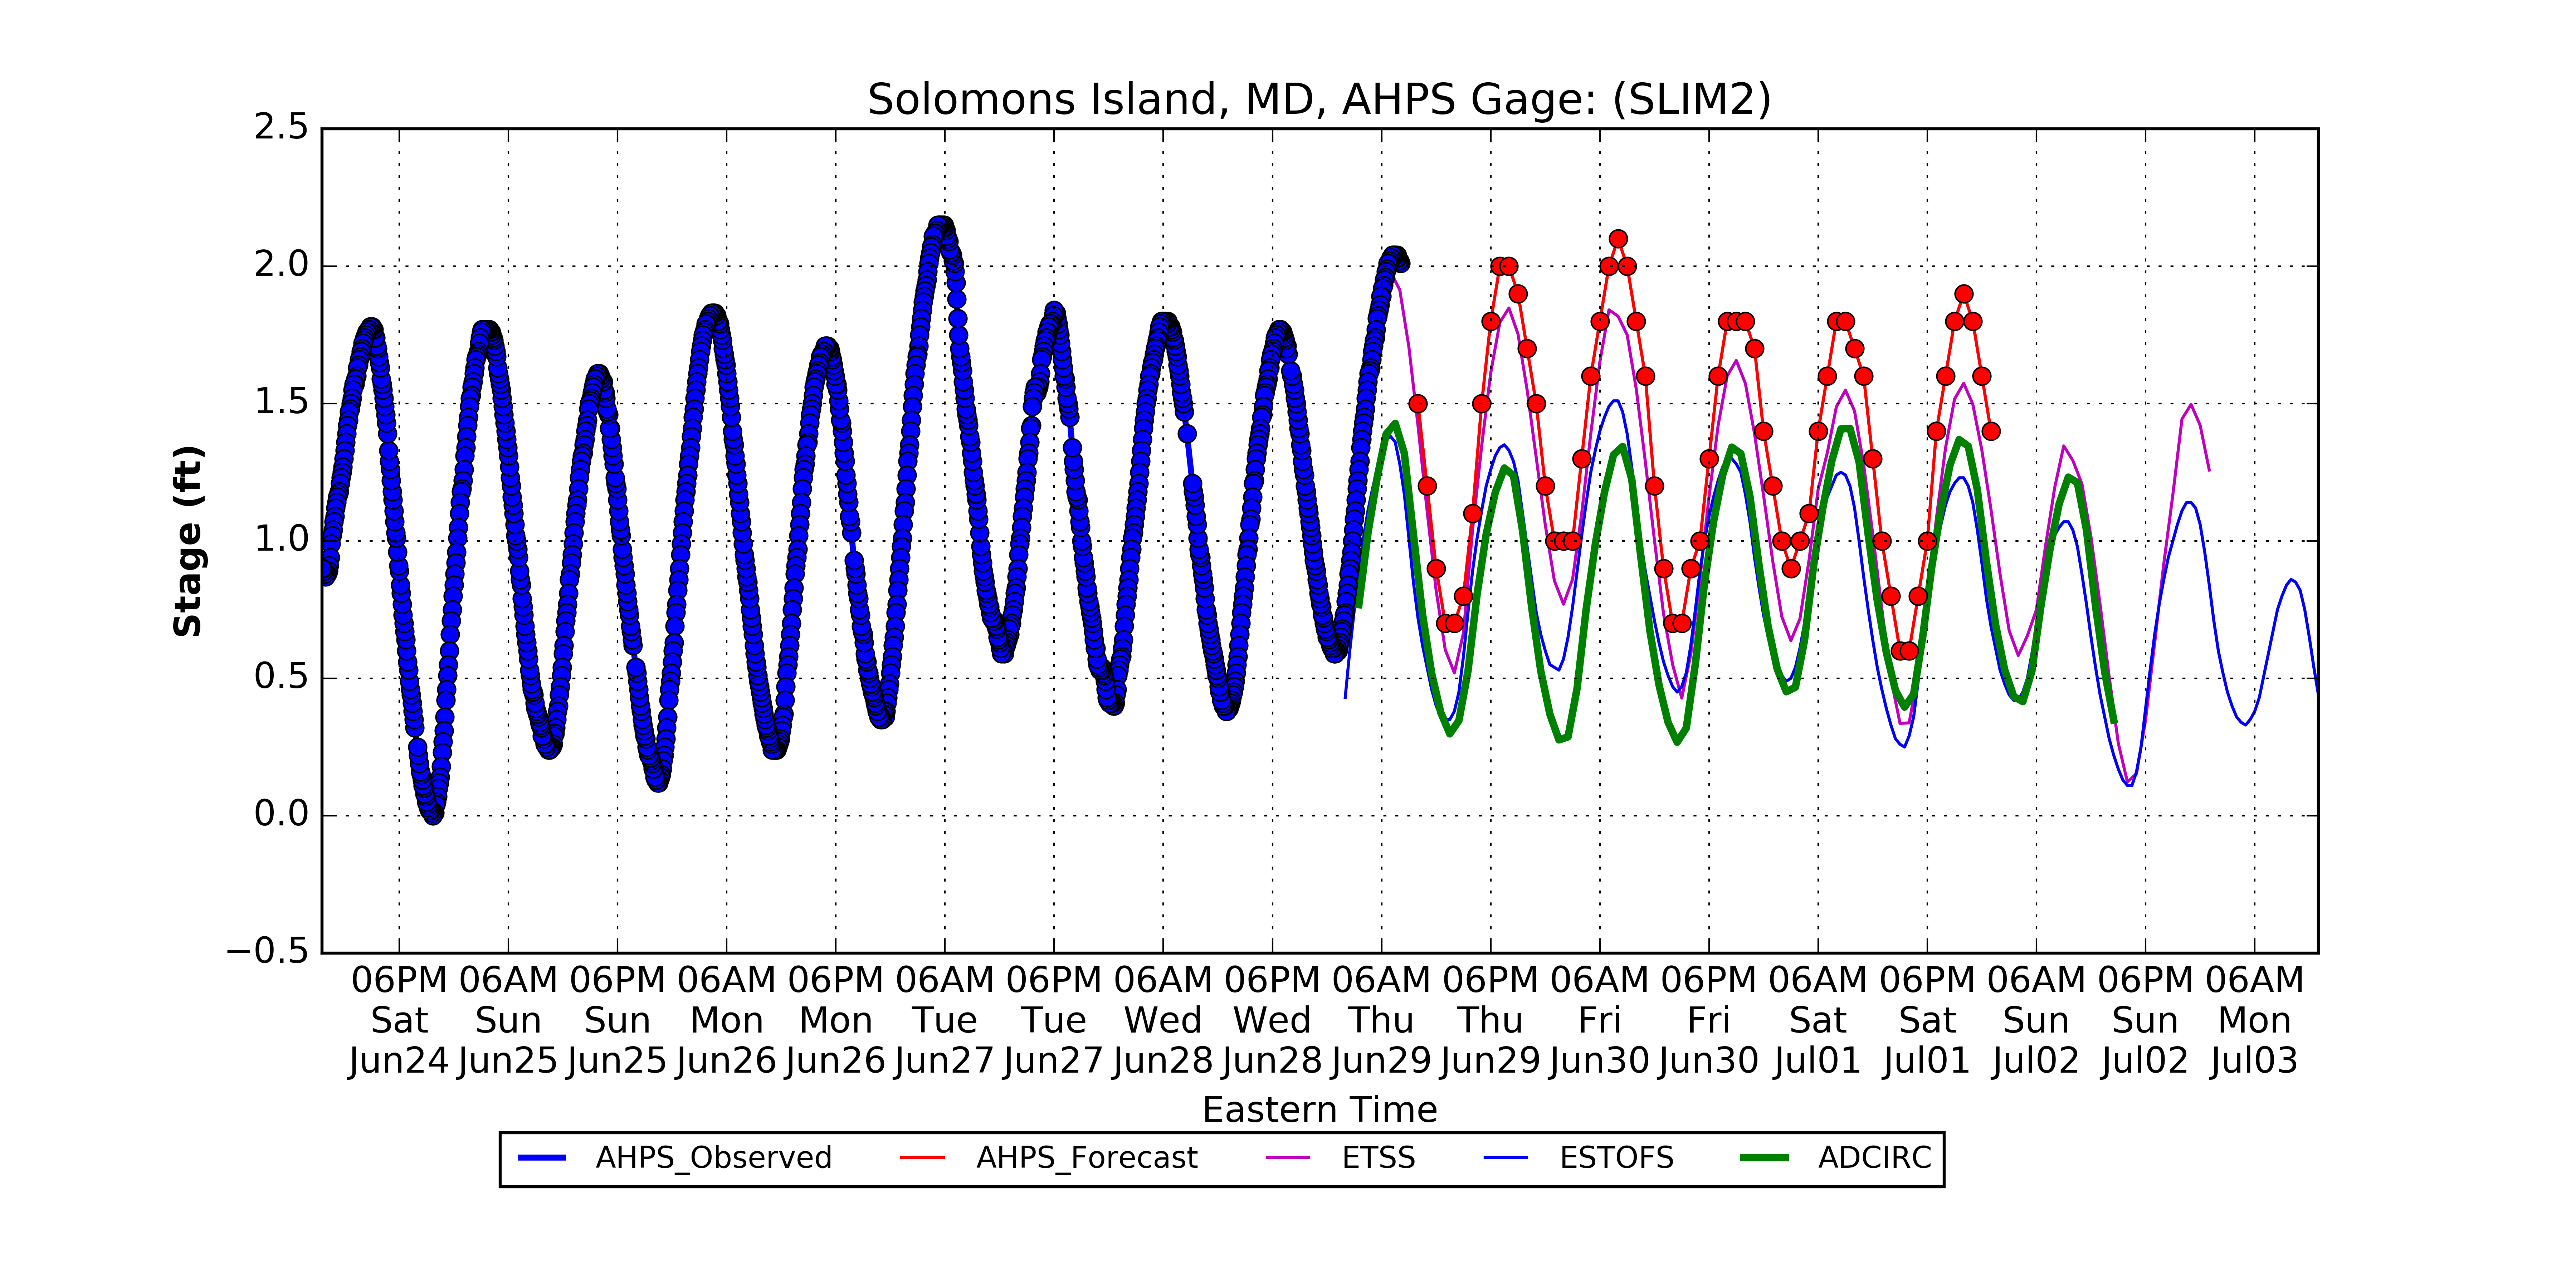 Solomons Island, MD, AHPS Gage: (SLIM2)
2.5
2.0
1.5
1.0
0.5
0.0
−0.5
Stage (ft)
06PM 06AM 06PM 06AM 06PM 06AM 06PM 06AM 06PM 06AM 06PM 06AM 06PM 06AM 06PM 06AM 06PM 06AM
Sat Sun Sun Mon Mon Tue Tue Wed Wed Thu Thu Fri Fri Sat Sat Sun Sun Mon
Jun24 Jun25 Jun25 Jun26 Jun26 Jun27 Jun27 Jun28 Jun28 Jun29 Jun29 Jun30 Jun30 Jul01 Jul01 Jul02 Jul02 Jul03
Eastern Time
AHPS_Observed AHPS_Forecast ETSS ESTOFS ADCIRC